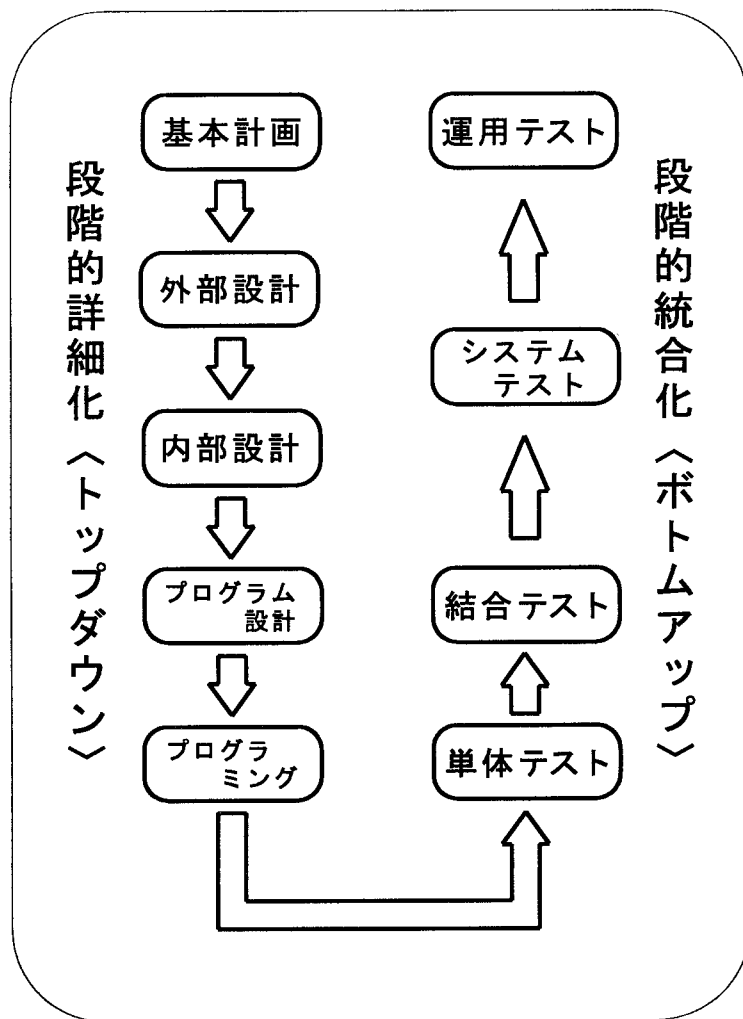 段階的詳細化〈トップダウン〉
基本計画
外部設計
内部設計
プログラム
設計
プログラ
ミング
運用テスト
システム
テスト
結合テスト
単体テスト
段階的統合化〈ボトムアップ〉